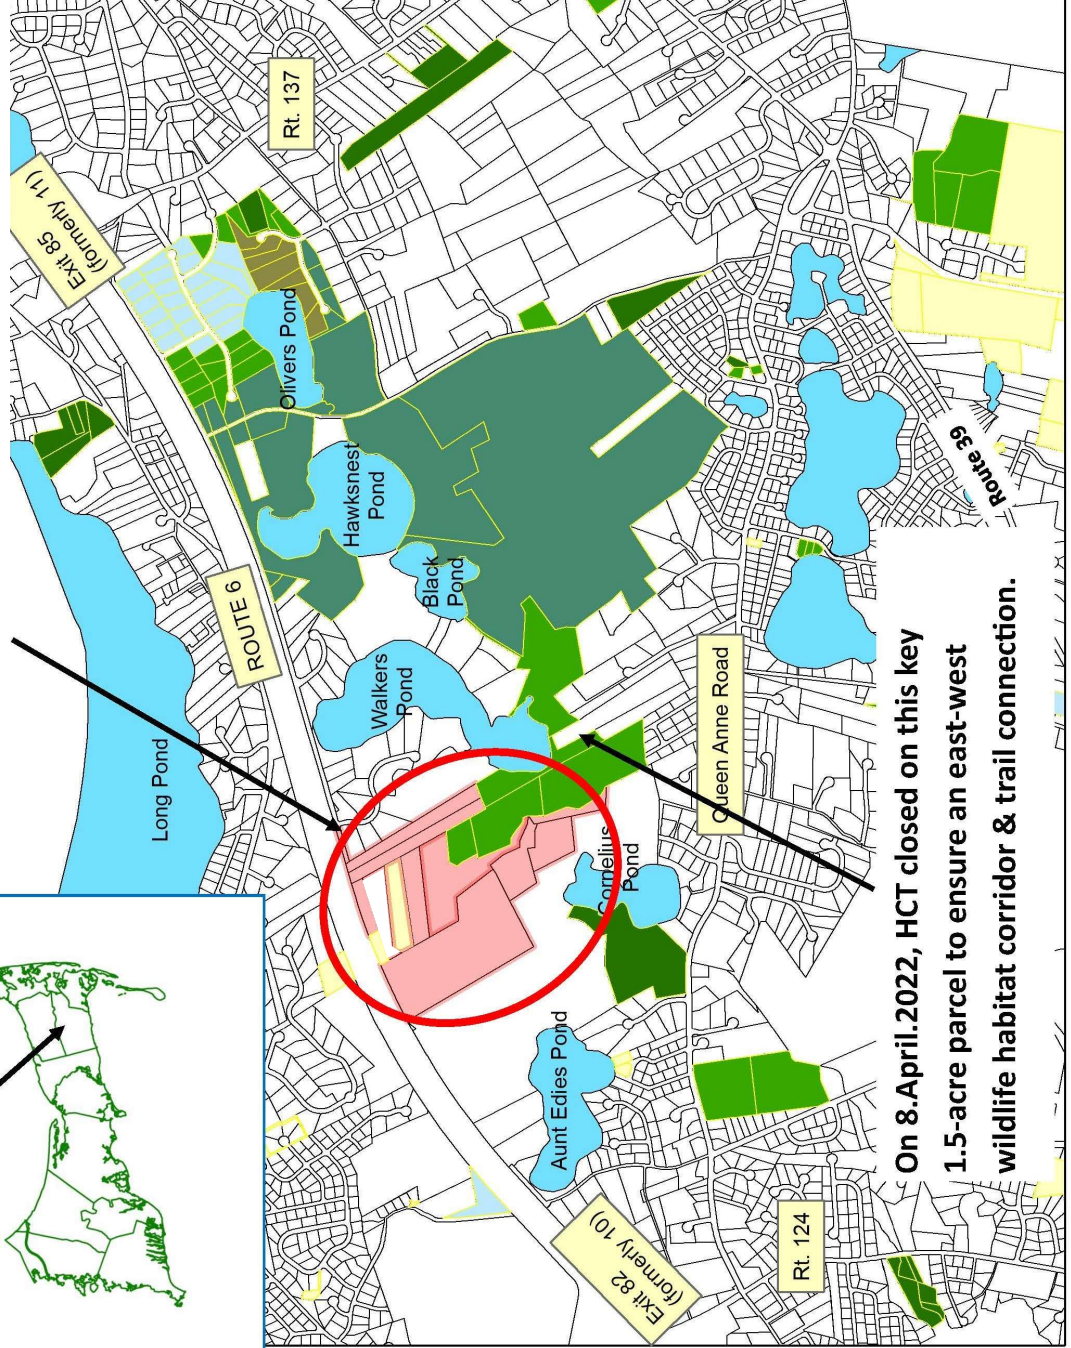 Exit 85
(formerly 11)
Long Pond
ROUTE 6
Rt. 137
Olivers Pond
Hawksnest
Pond
Walkers
Pond
Black
Pond
Aunt Edies Pond
Cornelius
Pond
Exit 82
(formerly 10)
Queen Anne Road
Rt. 124
Route 39
On 8.April.2022, HCT closed on this key
1.5-acre parcel to ensure an east-west
wildlife habitat corridor & trail connection.